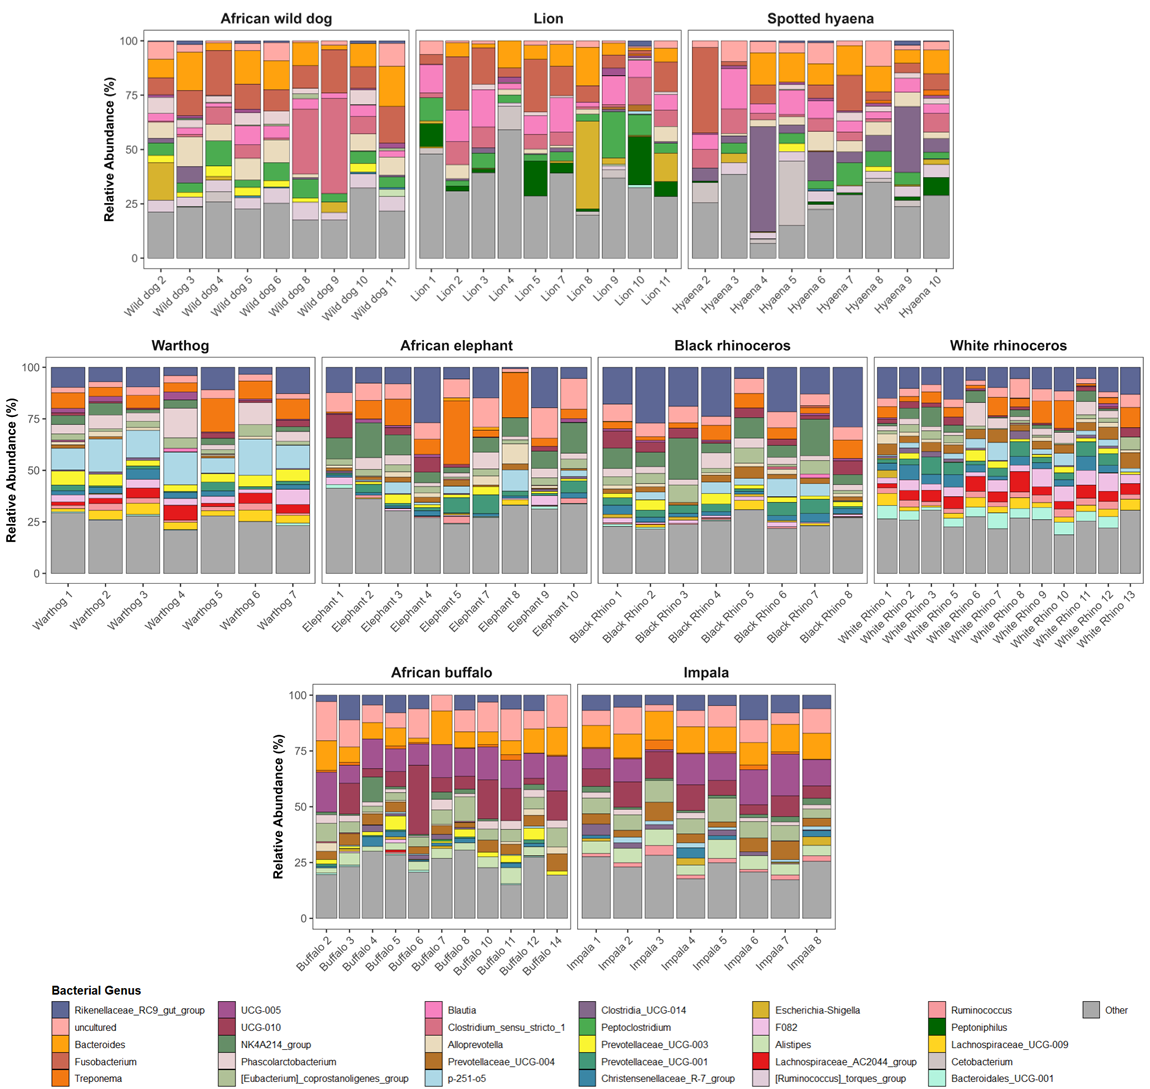 African wild dog Lion Spotted hyaena
Relative Abundance (%)
100
75
50
25
0
Wild dog 2 Wild dog 3 Wild dog 4 Wild dog 5 Wild dog 6 Wild dog 8 Wild dog 9 Wild dog 10 Wild dog 11
Lion 1 Lion 2 Lion 3 Lion 4 Lion 5 Lion 7 Lion 8 Lion 9 Lion 10 Lion 11
Hyaena 2 Hyaena 3 Hyaena 4 Hyaena 5 Hyaena 6 Hyaena 7 Hyaena 8 Hyaena 9 Hyaena 10
Warthog African elephant Black rhinoceros White rhinoceros
Relative Abundance (%)
100
75
50
25
0
Warthog 1 Warthog 2 Warthog 3 Warthog 4 Warthog 5 Warthog 6 Warthog 7
Elephant 1 Elephant 2 Elephant 3 Elephant 4 Elephant 5 Elephant 7 Elephant 8 Elephant 9 Elephant 10
Black Rhino 1 Black Rhino 2 Black Rhino 3 Black Rhino 4 Black Rhino 5 Black Rhino 6 Black Rhino 7 Black Rhino 8
White Rhino 1 White Rhino 2 White Rhino 3 White Rhino 5 White Rhino 6 White Rhino 7 White Rhino 8 White Rhino 9 White Rhino 10 White Rhino 11 White Rhino 12 White Rhino 13
African buffalo Impala
Relative Abundance (%)
100
75
50
25
0
Buffalo 2 Buffalo 3 Buffalo 4 Buffalo 5 Buffalo 6 Buffalo 7 Buffalo 8 Buffalo 10 Buffalo 11 Buffalo 12 Buffalo 14
Impala 1 Impala 2 Impala 3 Impala 4 Impala 5 Impala 6 Impala 7 Impala 8
Bacterial Genus
Rikenellaceae_RC9_gut_group UCG-005 Blautia Clostridia_UCG-014 Escherichia-Shigella Ruminococcus Other
uncultured UCG-010 Clostridium_sensu_stricto_1 Peptoclostridium F082 Peptoniphilus
Bacteroides NK4A214_group Alloprevotella Prevotellaceae_UCG-003 Alistipes Lachnospiraceae_UCG-009
Fusobacterium Phascolarctobacterium Prevotellaceae_UCG-004 Prevotellaceae_UCG-001 Lachnospiraceae_AC2044_group Cetobacterium
Treponema [Eubacterium]_coprostanoligenes_group p-251-o5 Christensenellaceae_R-7_group [Ruminococcus]_torques_group Bacteroidales_UCG-001